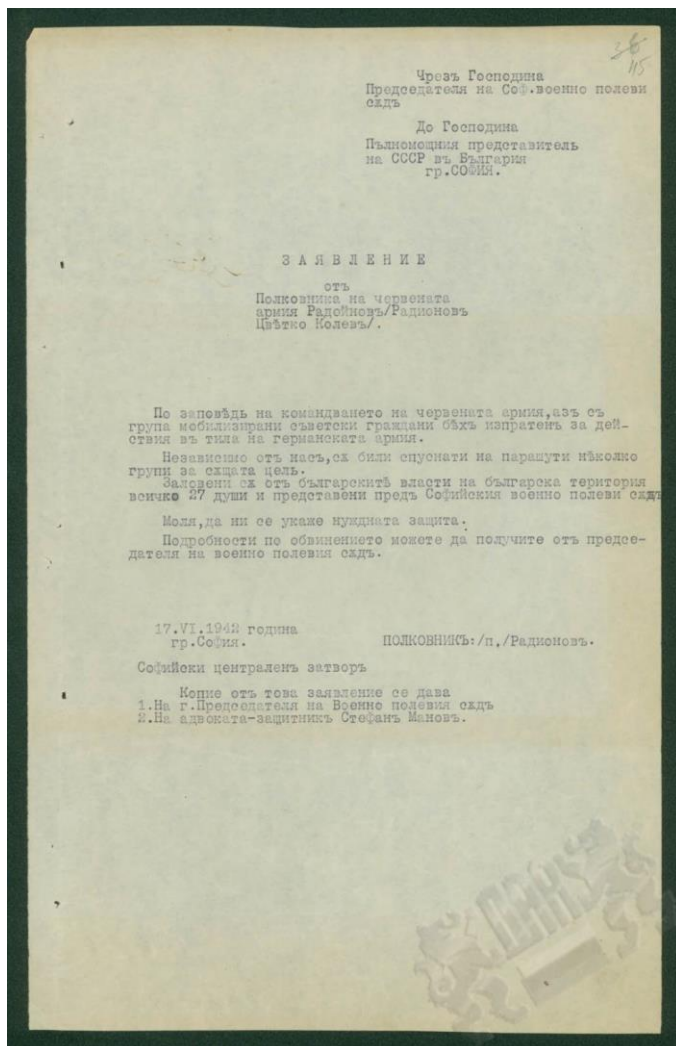 36
115
Чрезъ Господина
Председателя на Соф.военно полеви
сѫдъ
До Господина
Пълномощния представитель
на СССР въ България
гр.СОФИЯ.
ЗАЯВЛЕНИЕ
отъ
Полковника на червената
армия Радойновъ/Радионовъ
Цвѣтко Колевъ/.
По заповѣдь на командването на червената армия,азъ съ
група мобилизирани съветски граждани бѣхъ изпратенъ за дей-
ствия въ тила на германската армия.
Независимо отъ насъ,сѫ били спуснати на парашути нѣколко
групи за сѫщата цель.
Заловени сѫ отъ българскитѣ власти на българска територия
всичко 27 души и представени предъ Софийския военно полеви сѫдъ
Моля,да ни се укаже нуждната защита.
Подробности по обвинението можете да получите отъ предсе-
дателя на военно полевия сѫдъ.
17.VI.1942 година
гр.София.
ПОЛКОВНИКЪ:/п./Радионовъ.
Софийски централенъ затворъ
Копие отъ това заявление се дава
1.На г.Председателя на Военно полевия сѫдъ
2.На адвоката-защитникъ Стефанъ Мановъ.